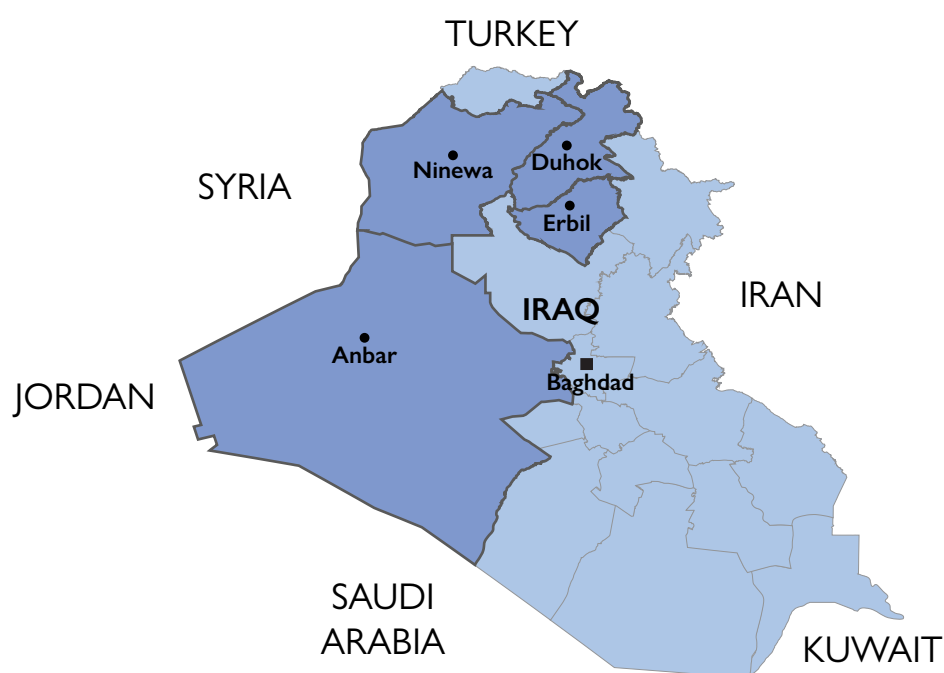 TURKEY
Duhok
Ninewa
SYRIA
Erbil
IRAN
IRAQ
Anbar
Baghdad
JORDAN
SAUDI
ARABIA
KUWAIT